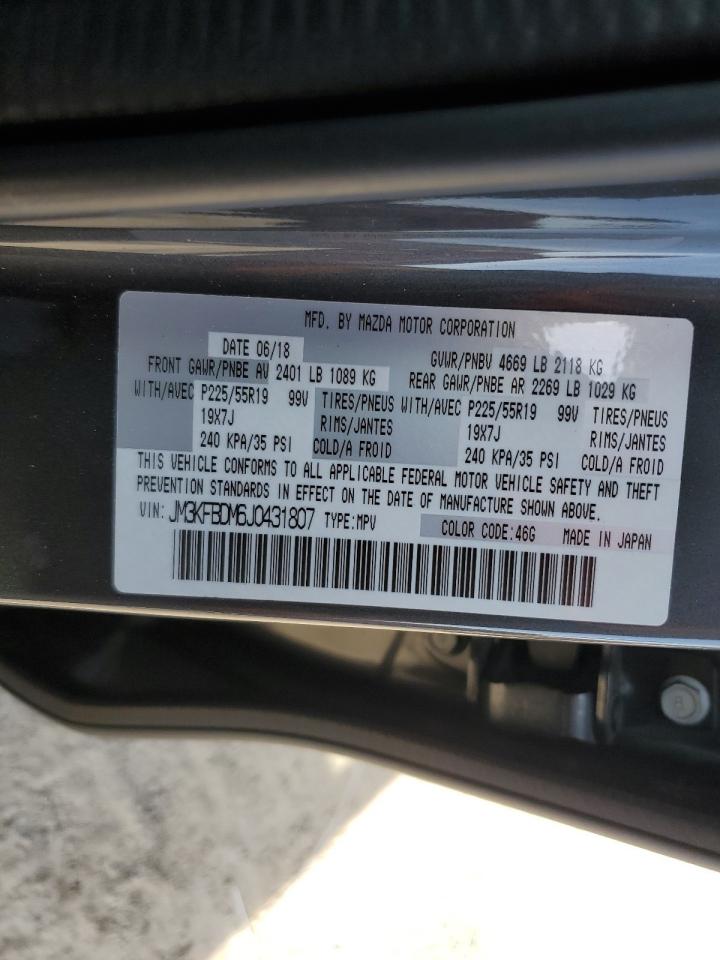 MFD. BY MAZDA MOTOR CORPORATION
DATE 06/18 GVWR/PNBV 4669 LB 2118 KG
FRONT GAWR/PNBE AV 2401 LB 1089 KG REAR GAWR/PNBE AR 2269 LB 1029 KG
WITH/AVEC P225/55R19 99V TIRES/PNEUS WITH/AVEC P225/55R19 99V TIRES/PNEUS
19X7J RIMS/JANTES 19X7J RIMS/JANTES
240 KPA/35 PSI COLD/A FROID 240 KPA/35 PSI COLD/A FROID
THIS VEHICLE CONFORMS TO ALL APPLICABLE FEDERAL MOTOR VEHICLE SAFETY AND THEFT
PREVENTION STANDARDS IN EFFECT ON THE DATE OF MANUFACTURE SHOWN ABOVE.
VIN: JM3KFBDM6J0431807 TYPE:MPV COLOR CODE:46G MADE IN JAPAN
8